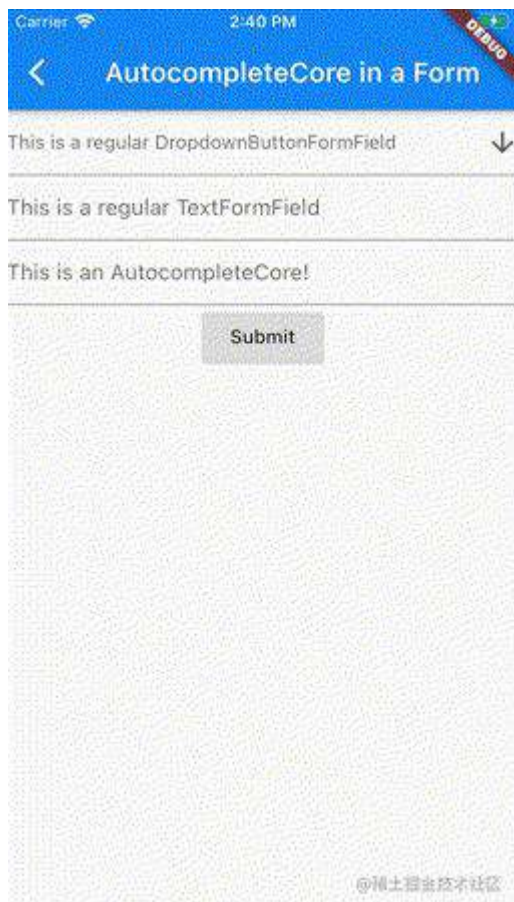 Carrier
2:40 PM
DEBUG
AutocompleteCore in a Form
This is a regular DropdownButtonFormField
This is a regular TextFormField
This is an AutocompleteCore!
Submit
@稀土掘金技术社区